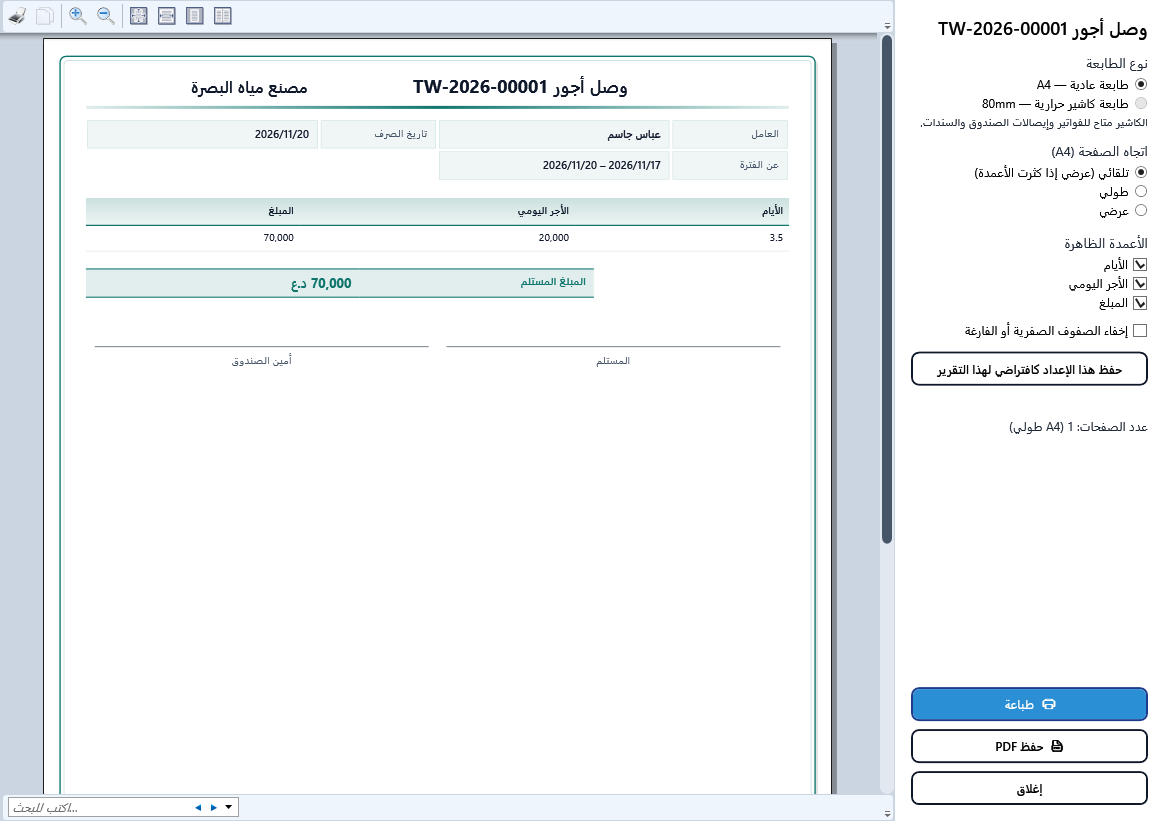 وصل أجور TW-2026-00001
نوع الطابعة
طابعة عادية — A4
طابعة كاشير حرارية — 80mm
الكاشير متاح للفواتير وإيصالات الصندوق والسندات.
اتجاه الصفحة (A4)
تلقائي (عرضي إذا كثرت الأعمدة)
طولي
عرضي
الأعمدة الظاهرة
الأيام
الأجر اليومي
المبلغ
إخفاء الصفوف الصفرية أو الفارغة
حفظ هذا الإعداد كافتراضي لهذا التقرير
عدد الصفحات: 1 (A4 طولي)
طباعة
حفظ PDF
إغلاق
وصل أجور TW-2026-00001 مصنع مياه البصرة
العامل عباس جاسم تاريخ الصرف 2026/11/20
عن الفترة 2026/11/17 – 2026/11/20
الأيام الأجر اليومي المبلغ
3.5 20,000 70,000
المبلغ المستلم 70,000 د.ع
المستلم أمين الصندوق
اكتب للبحث...